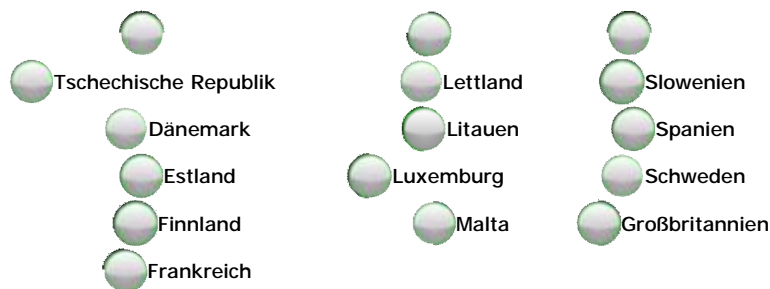 Tschechische Republik
Dänemark
Estland
Finnland
Frankreich
Lettland
Litauen
Luxemburg
Malta
Slowenien
Spanien
Schweden
Großbritannien